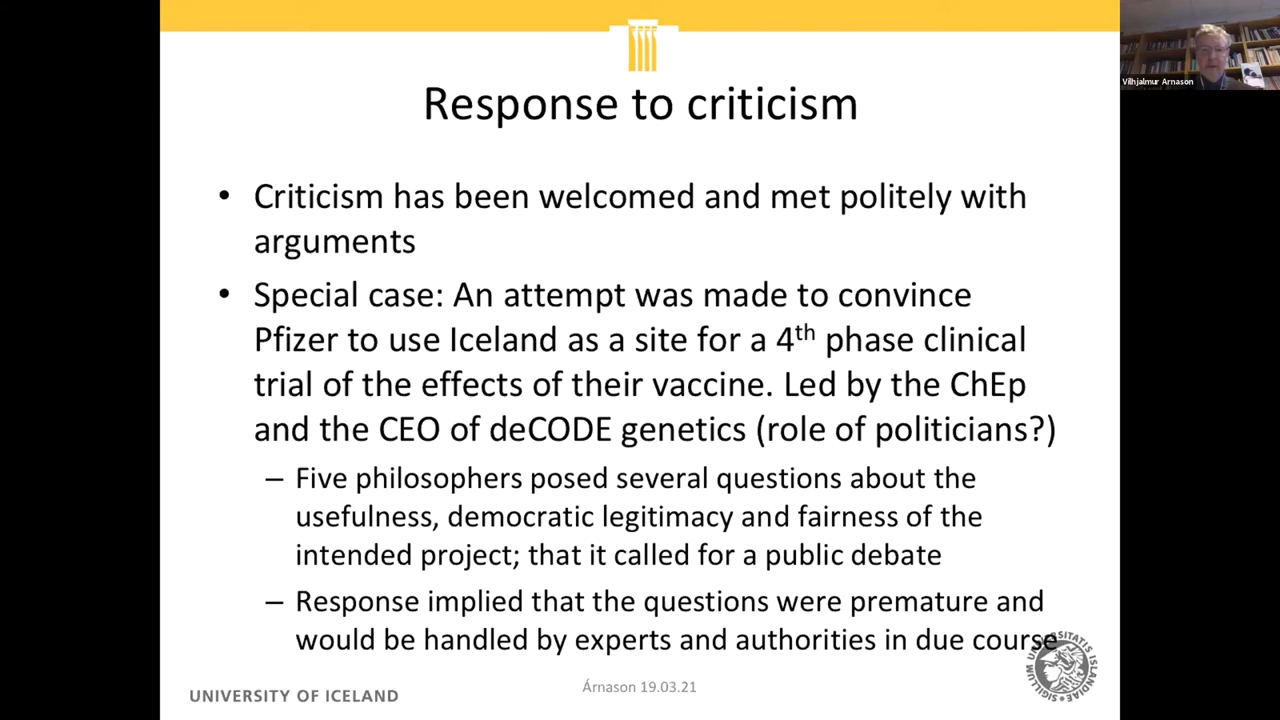 Response to criticism
Vilhjalmur Arnason
• Criticism has been welcomed and met politely with
arguments
• Special case: An attempt was made to convince
Pfizer to use Iceland as a site for a 4th phase clinical
trial of the effects of their vaccine. Led by the ChEp
and the CEO of deCODE genetics (role of politicians?)
– Five philosophers posed several questions about the
usefulness, democratic legitimacy and fairness of the
intended project; that it called for a public debate
– Response implied that the questions were premature and
would be handled by experts and authorities in due course
UNIVERSITY OF ICELAND
Árnason 19.03.21
SIGILLUM UNIVERSITATIS ISLANDIAE